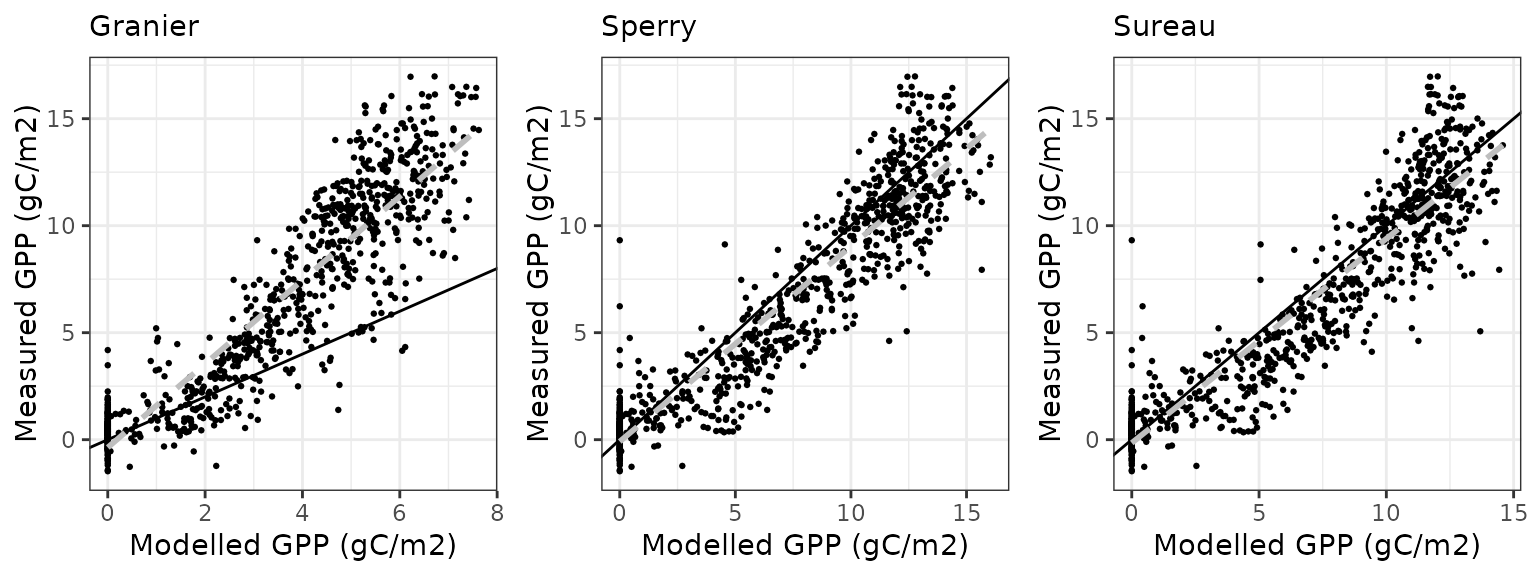 Granier
Sperry
Sureau
Measured GPP (gC/m2)
15
10
5
0
0 2 4 6 8
Modelled GPP (gC/m2)
Measured GPP (gC/m2)
15
10
5
0
0 5 10 15
Modelled GPP (gC/m2)
Measured GPP (gC/m2)
15
10
5
0
0 5 10 15
Modelled GPP (gC/m2)